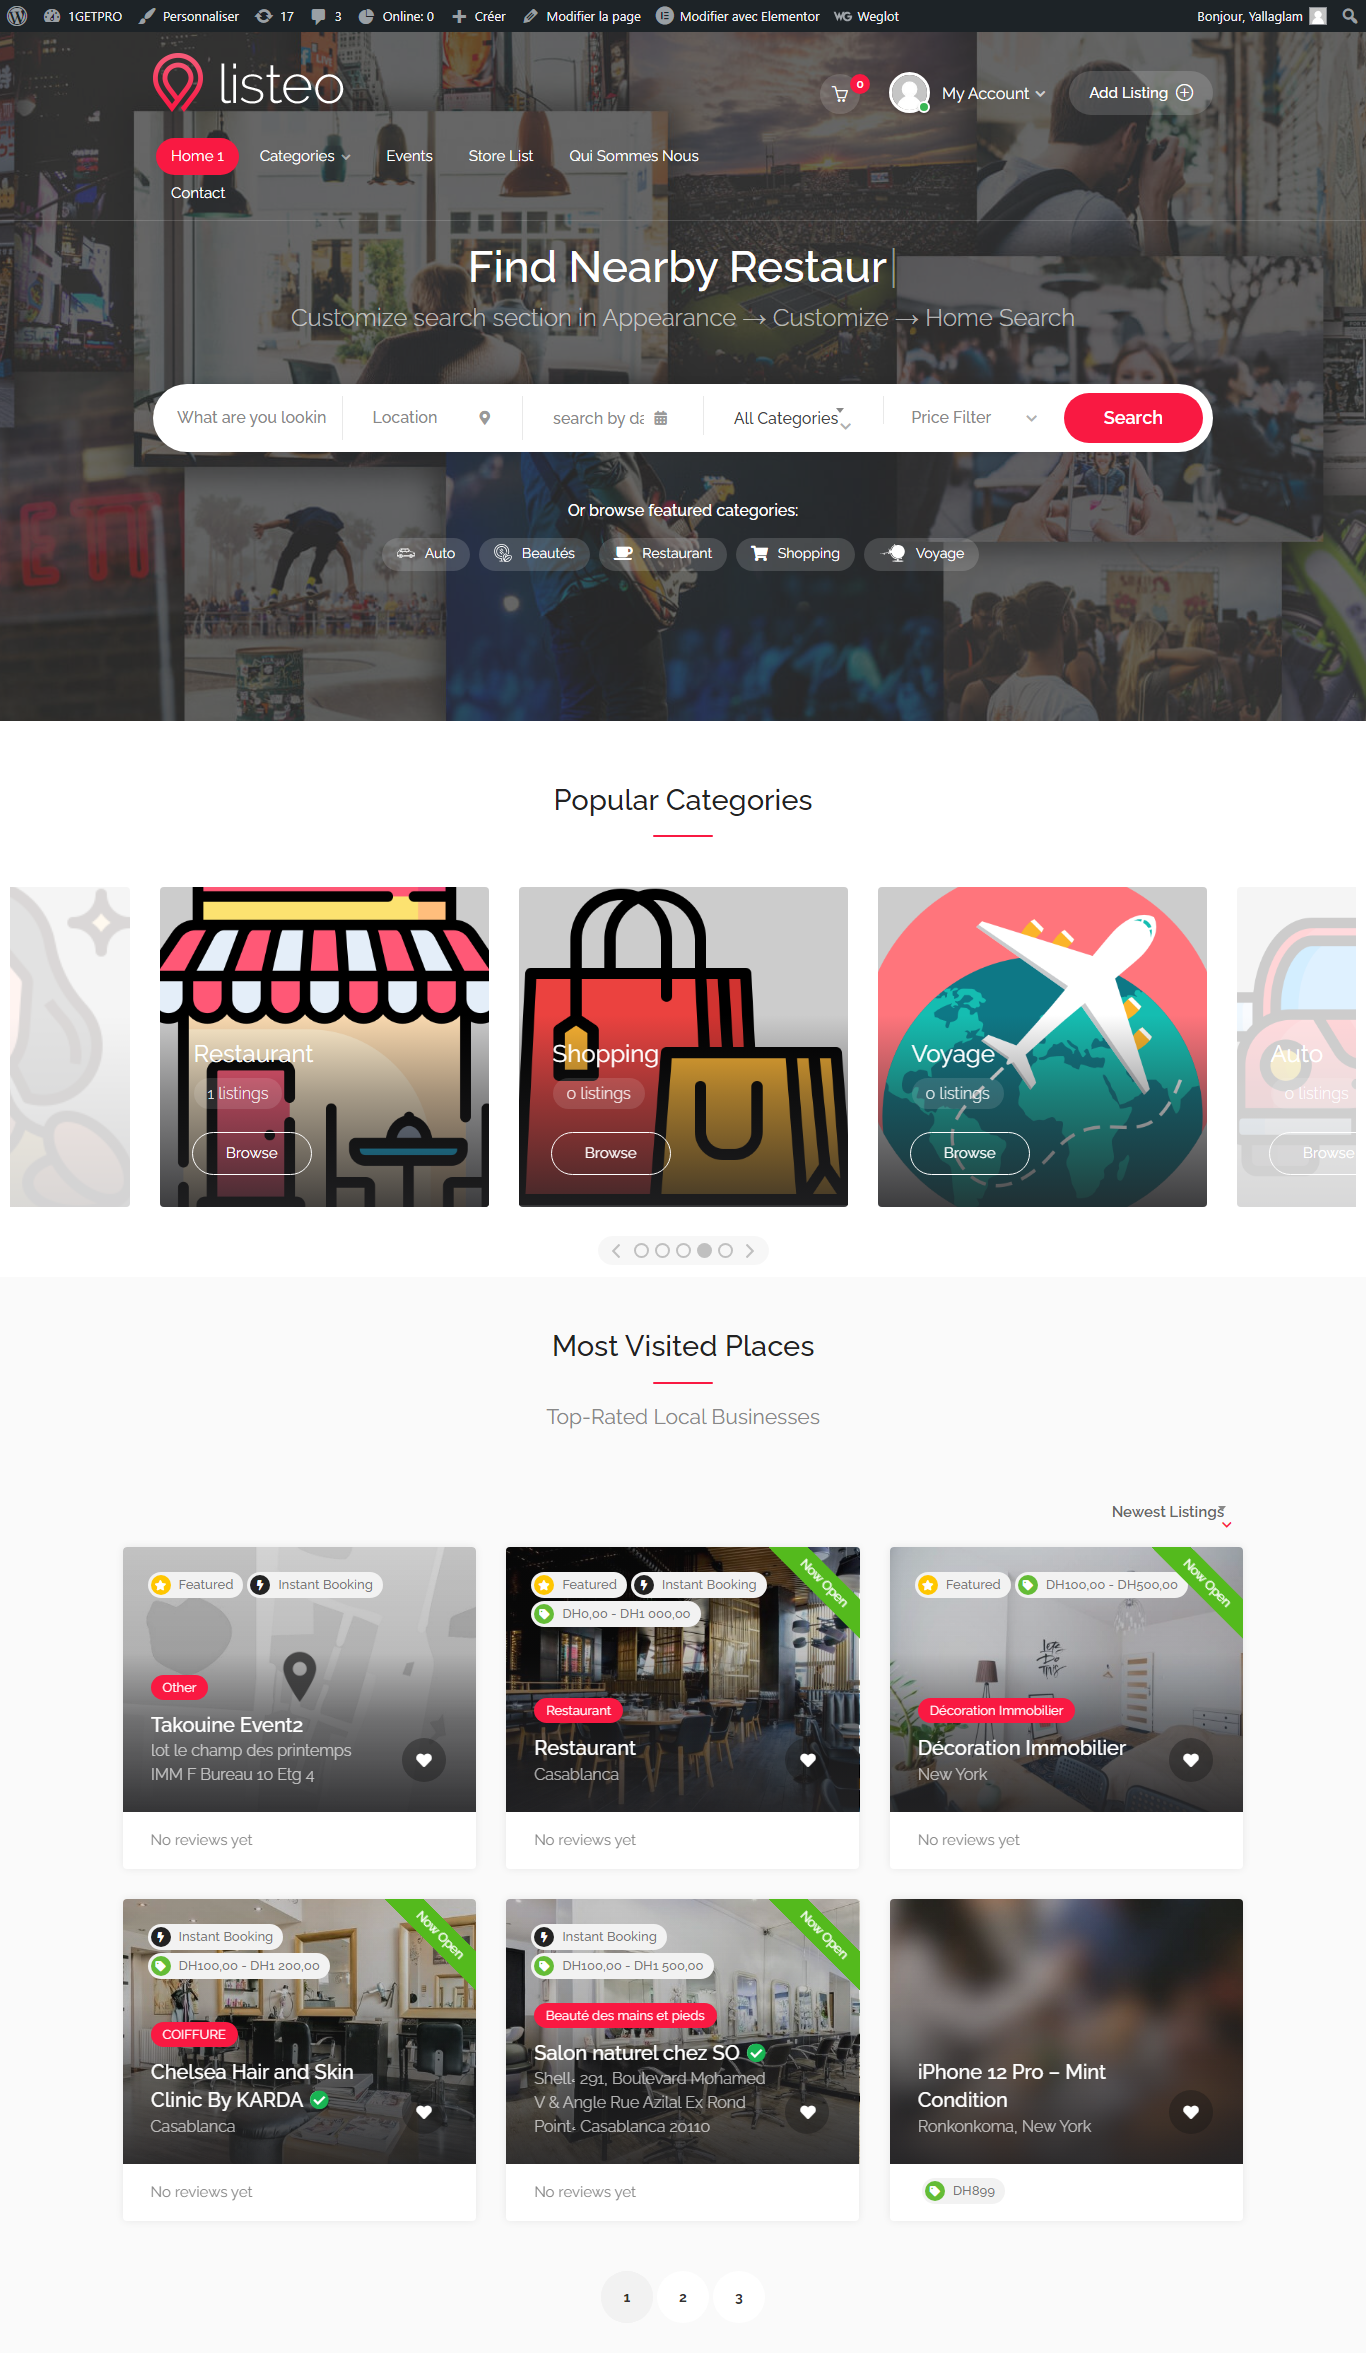 1GETPRO Personnaliser 17 3 Online: 0 Créer Modifier la page Modifier avec Elementor WG Weglot Bonjour, Yallaglam
listeo
0 My Account Add Listing
Home 1 Categories Events Store List Qui Sommes Nous
Contact
Find Nearby Restaur
Customize search section in Appearance → Customize → Home Search
What are you lookin Location search by da All Categories Price Filter Search
Or browse featured categories:
Auto Beautés Restaurant Shopping Voyage
Popular Categories
Restaurant
1 listings
Browse
Shopping
0 listings
Browse
Voyage
0 listings
Browse
Auto
0 listings
Browse
Most Visited Places
Top-Rated Local Businesses
Newest Listings
Featured Instant Booking
Other
Takouine Event2
lot le champ des printemps
IMM F Bureau 10 Etg 4
No reviews yet
Now Open
Featured Instant Booking
DH0,00 - DH1 000,00
Restaurant
Restaurant
Casablanca
No reviews yet
Now Open
Featured DH100,00 - DH500,00
Décoration Immobilier
Décoration Immobilier
New York
No reviews yet
Now Open
Instant Booking
DH100,00 - DH1 200,00
COIFFURE
Chelsea Hair and Skin
Clinic By KARDA
Casablanca
No reviews yet
Now Open
Instant Booking
DH100,00 - DH1 500,00
Beauté des mains et pieds
Salon naturel chez SO
Shell، 291, Boulevard Mohamed
V & Angle Rue Azilal Ex Rond
Point، Casablanca 20110
No reviews yet
iPhone 12 Pro – Mint
Condition
Ronkonkoma, New York
DH899
1 2 3